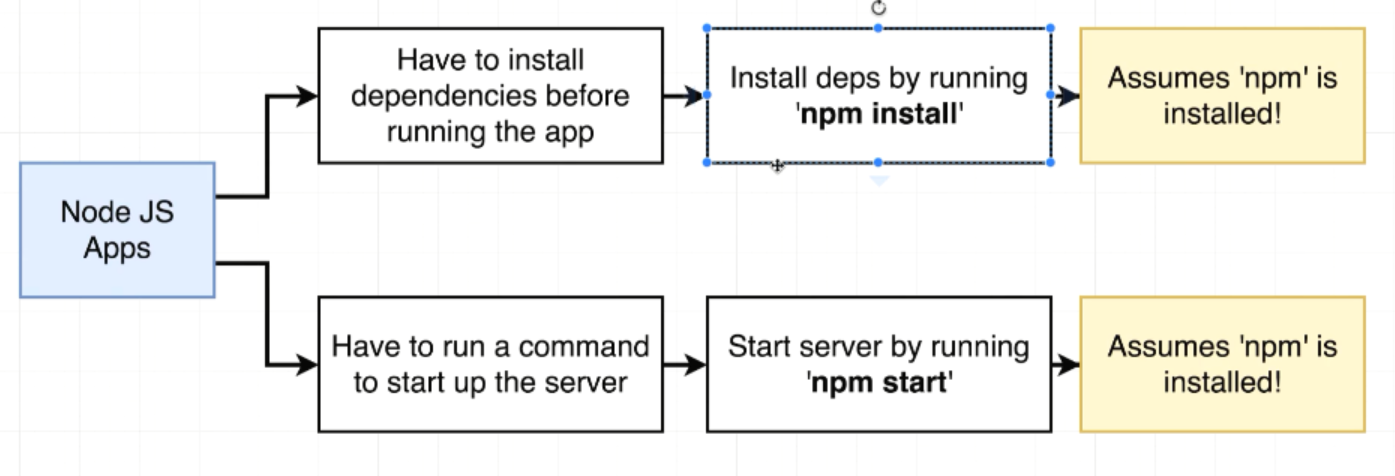 Have to install
dependencies before
running the app
Install deps by running
'npm install'
Assumes 'npm' is
installed!
Node JS
Apps
Have to run a command
to start up the server
Start server by running
'npm start'
Assumes 'npm' is
installed!